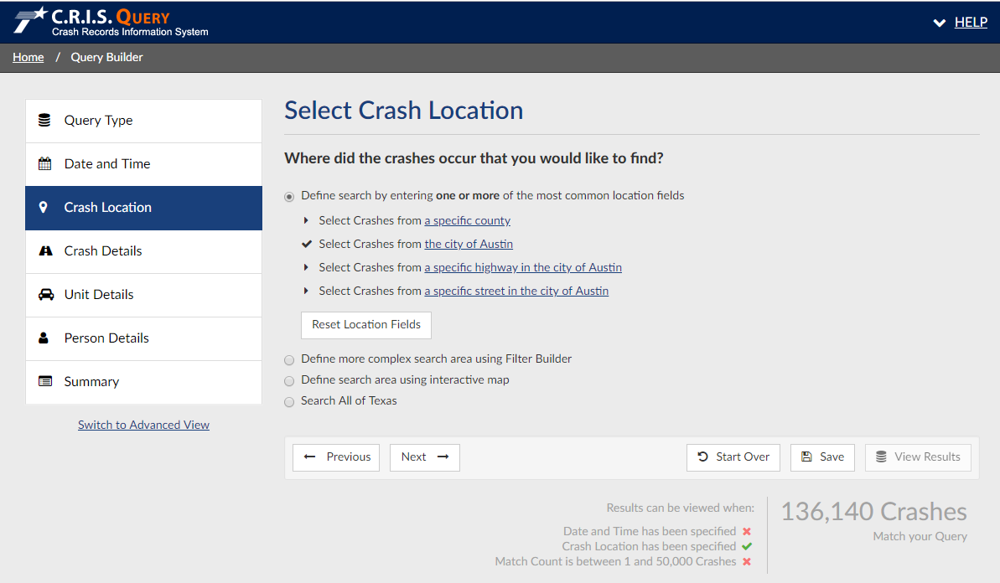 C.R.I.S. QUERY
Crash Records Information System
HELP
Home / Query Builder
Query Type
Date and Time
Crash Location
Crash Details
Unit Details
Person Details
Summary
Switch to Advanced View
Select Crash Location
Where did the crashes occur that you would like to find?
Define search by entering one or more of the most common location fields
Select Crashes from a specific county
Select Crashes from the city of Austin
Select Crashes from a specific highway in the city of Austin
Select Crashes from a specific street in the city of Austin
Reset Location Fields
Define more complex search area using Filter Builder
Define search area using interactive map
Search All of Texas
Previous Next Start Over Save View Results
Results can be viewed when:
Date and Time has been specified
Crash Location has been specified
Match Count is between 1 and 50,000 Crashes
136,140 Crashes
Match your Query